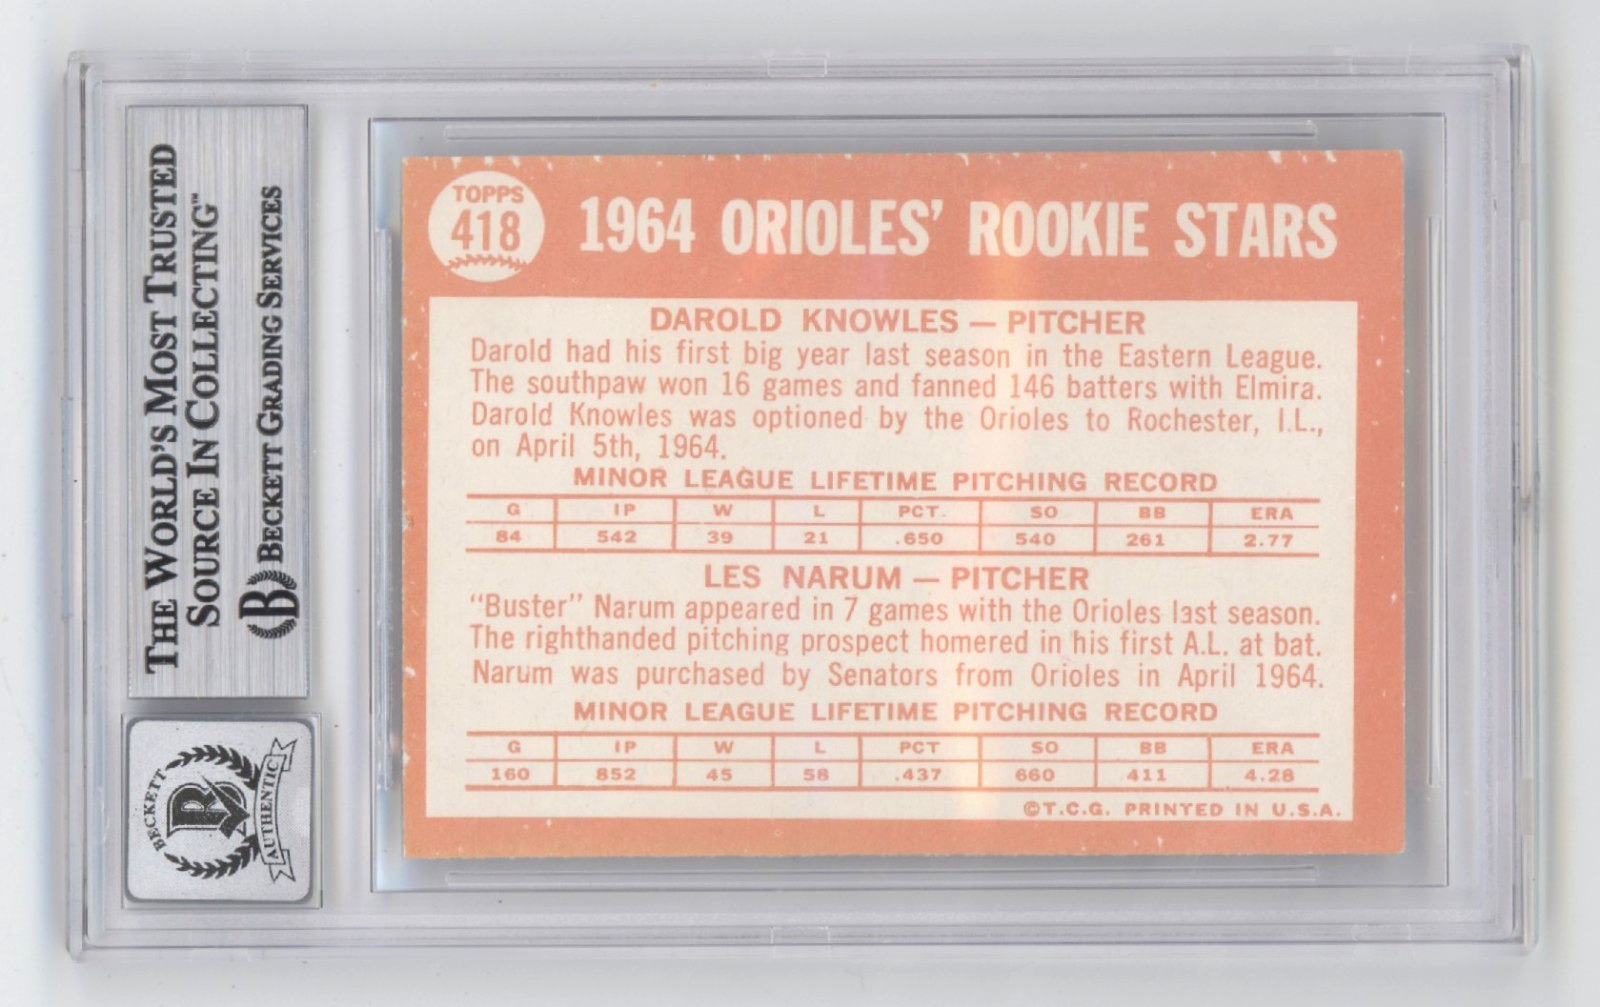 THE WORLD'S MOST TRUSTED
SOURCE IN COLLECTING™
B BECKETT GRADING SERVICES
BECKETT
B
AUTHENTIC
TOPPS
418
1964 ORIOLES' ROOKIE STARS
DAROLD KNOWLES — PITCHER
Darold had his first big year last season in the Eastern League.
The southpaw won 16 games and fanned 146 batters with Elmira.
Darold Knowles was optioned by the Orioles to Rochester, I.L.,
on April 5th, 1964.
MINOR LEAGUE LIFETIME PITCHING RECORD
G IP W L PCT. SO BB ERA
84 542 39 21 .650 540 261 2.77
LES NARUM — PITCHER
"Buster" Narum appeared in 7 games with the Orioles last season.
The righthanded pitching prospect homered in his first A.L. at bat.
Narum was purchased by Senators from Orioles in April 1964.
MINOR LEAGUE LIFETIME PITCHING RECORD
G IP W L PCT SO BB ERA
160 852 45 58 .437 660 411 4.28
©T.C.G. PRINTED IN U.S.A.